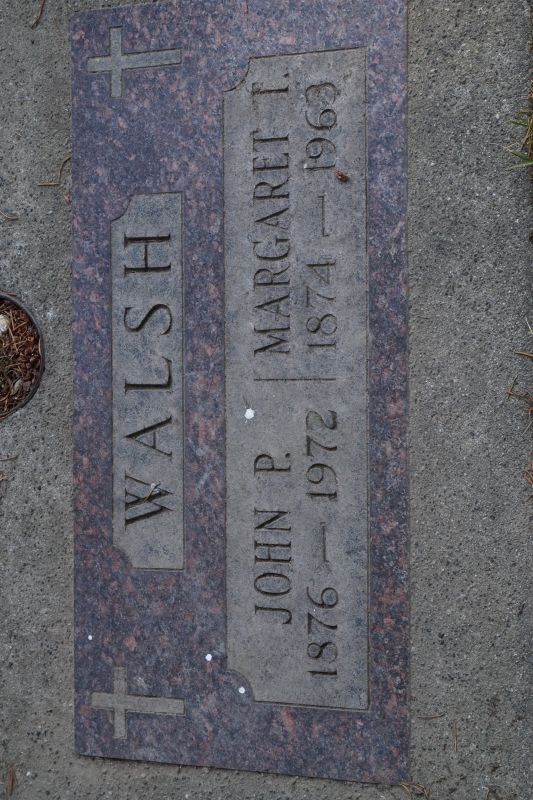 WALSH
JOHN P. MARGARET T.
1876 — 1972 1874 — 1963